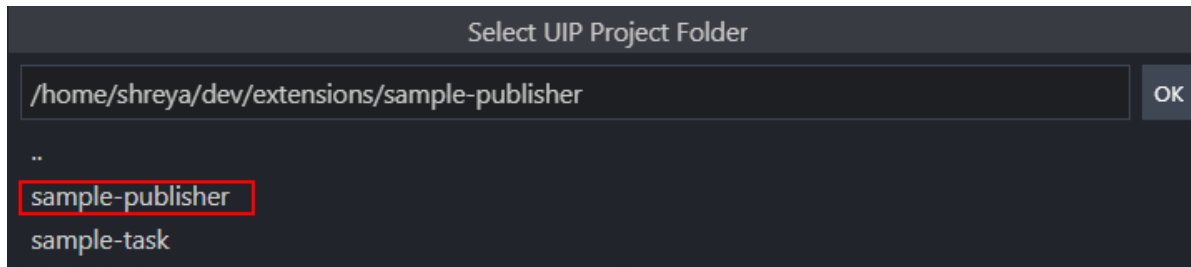 Select UIP Project Folder
/home/shreya/dev/extensions/sample-publisher
OK
..
sample-publisher
sample-task